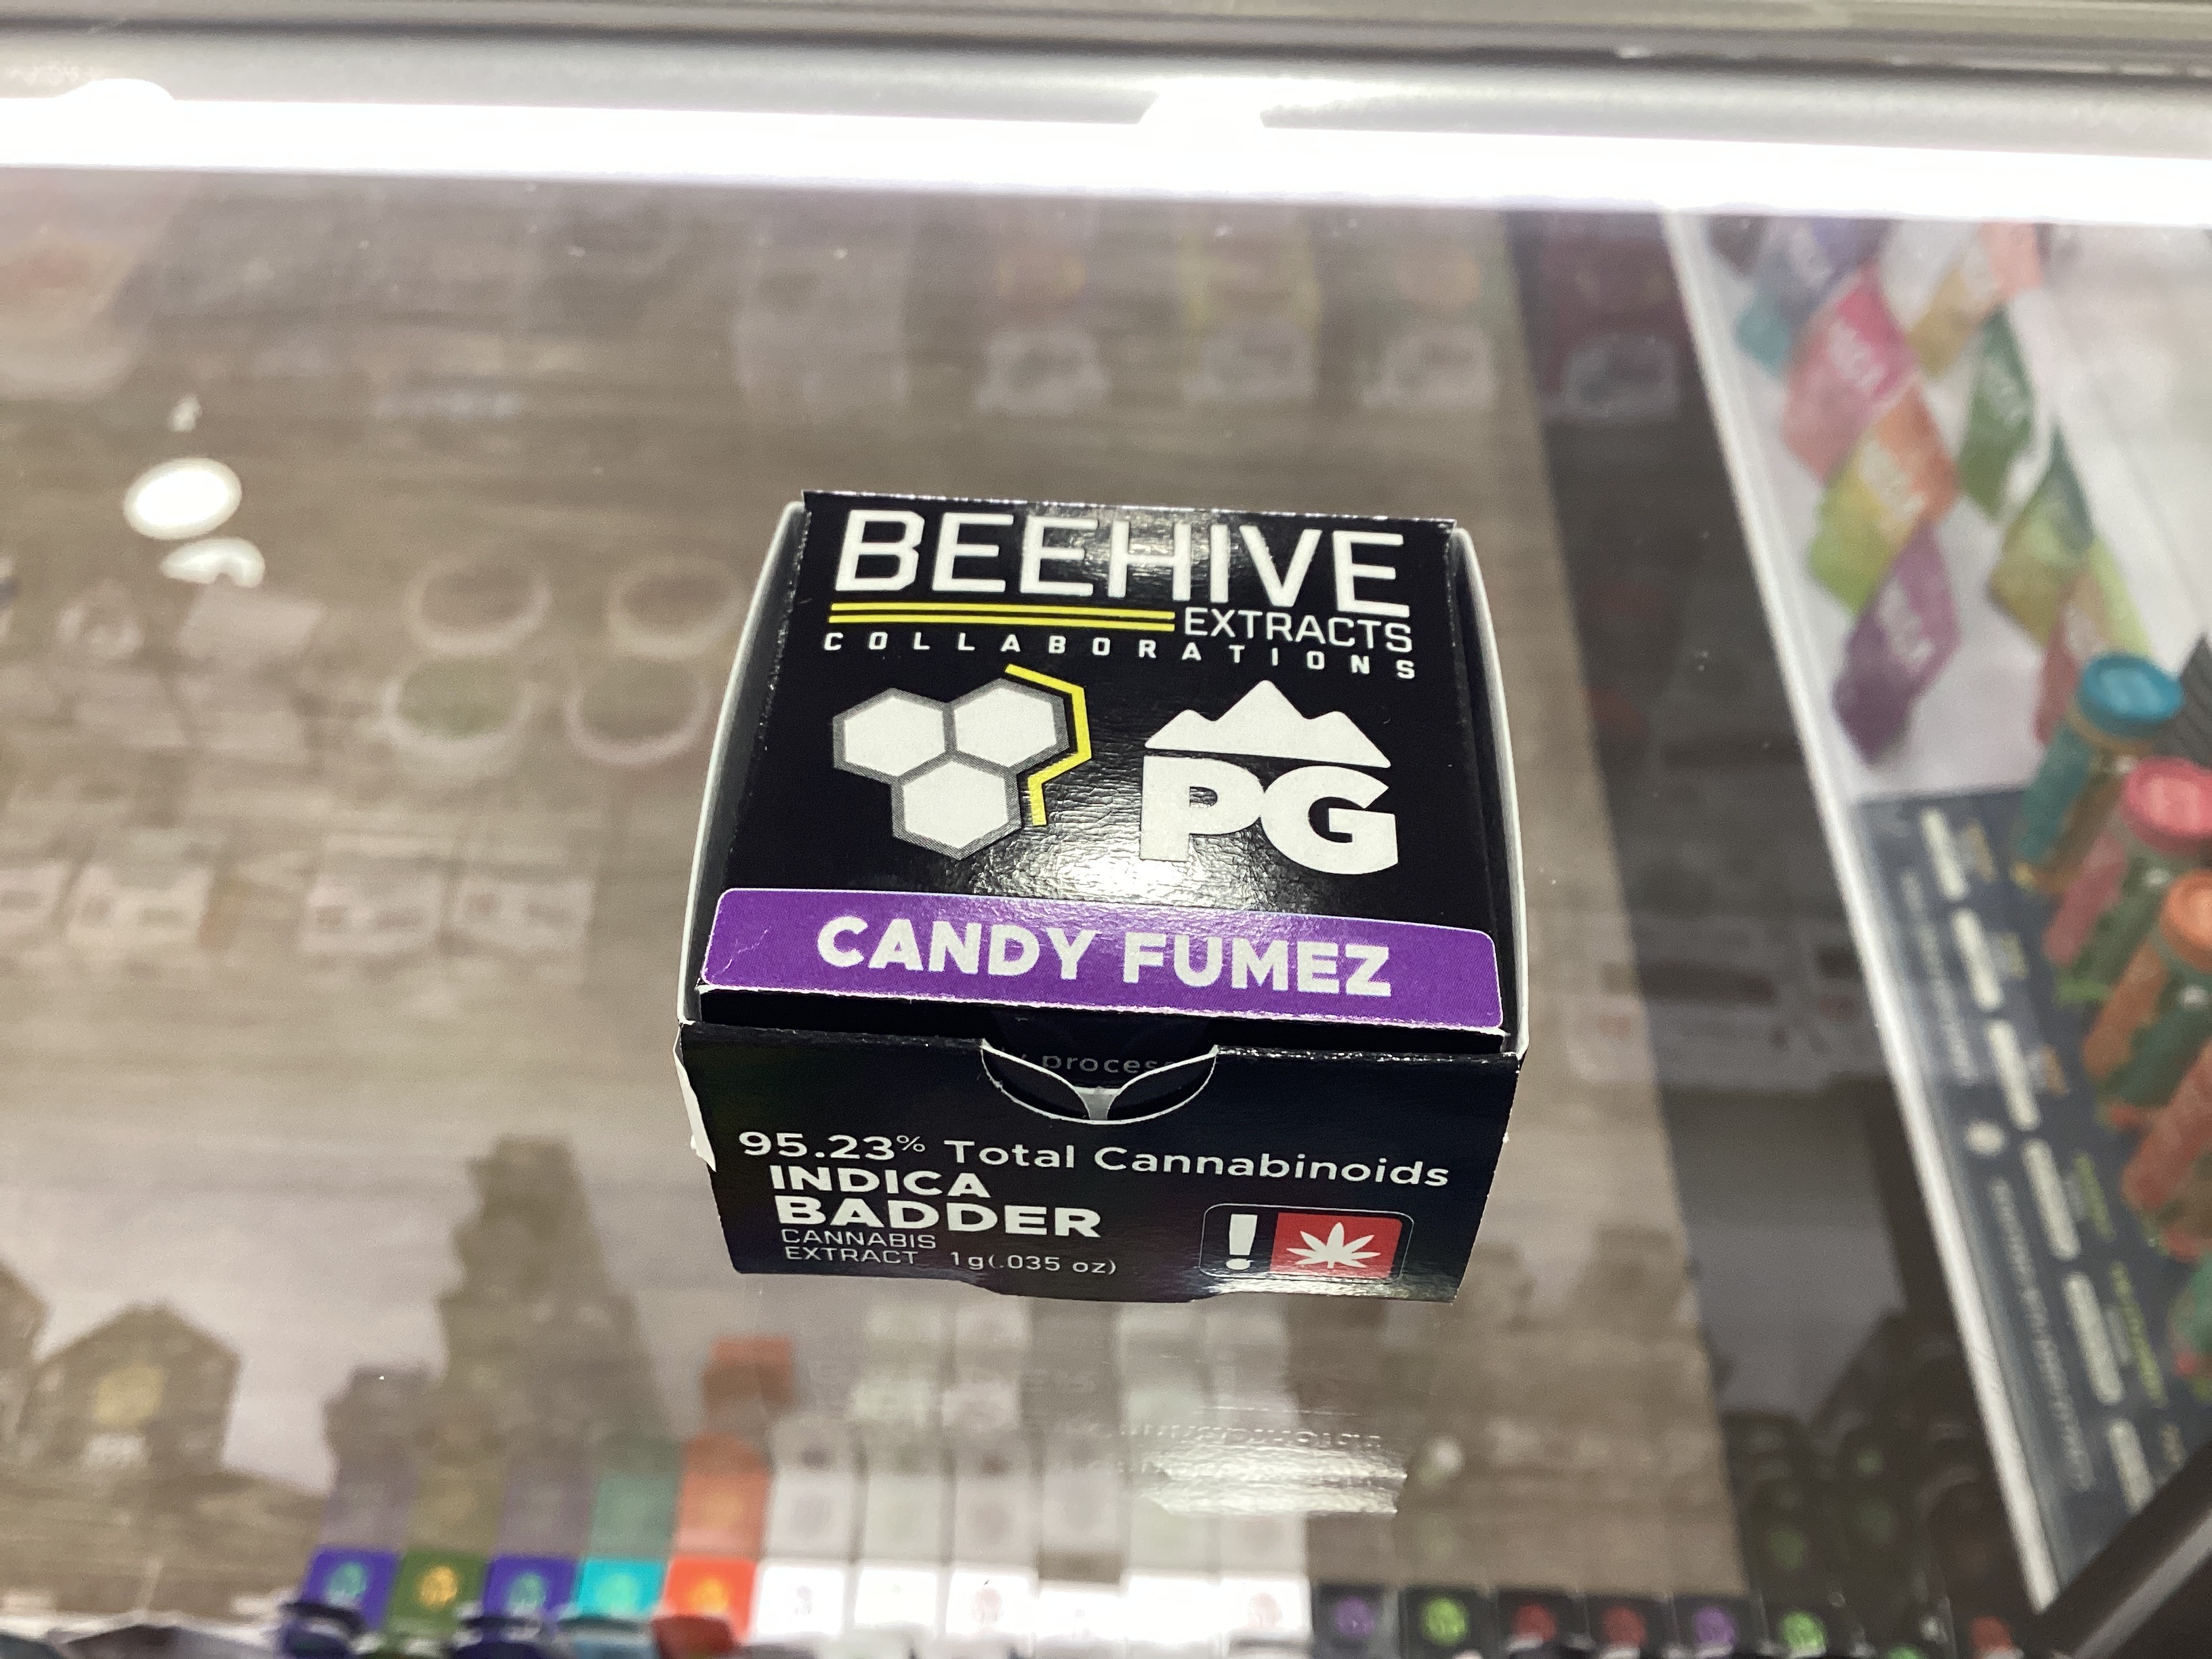 BEEHIVE
EXTRACTS
COLLABORATIONS
PG
CANDY FUMEZ
95.23% Total Cannabinoids
INDICA
BADDER
CANNABIS
EXTRACT 1g(.035 oz)
!